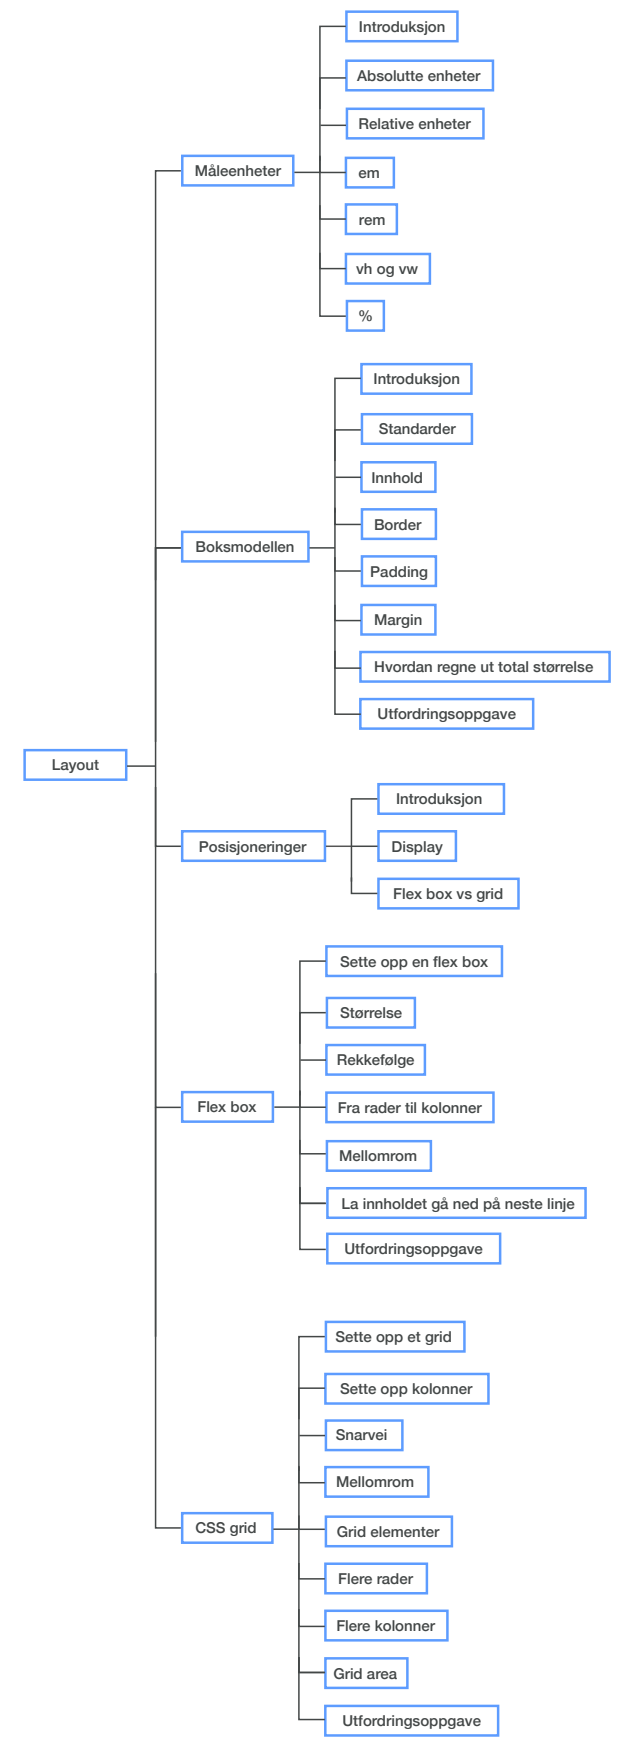 Introduksjon
Absolutte enheter
Relative enheter
Måleenheter
em
rem
vh og vw
%
Introduksjon
Standarder
Innhold
Border
Boksmodellen
Padding
Margin
Hvordan regne ut total størrelse
Utfordringsoppgave
Layout
Introduksjon
Posisjoneringer
Display
Flex box vs grid
Sette opp en flex box
Størrelse
Rekkefølge
Flex box
Fra rader til kolonner
Mellomrom
La innholdet gå ned på neste linje
Utfordringsoppgave
Sette opp et grid
Sette opp kolonner
Snarvei
Mellomrom
CSS grid
Grid elementer
Flere rader
Flere kolonner
Grid area
Utfordringsoppgave